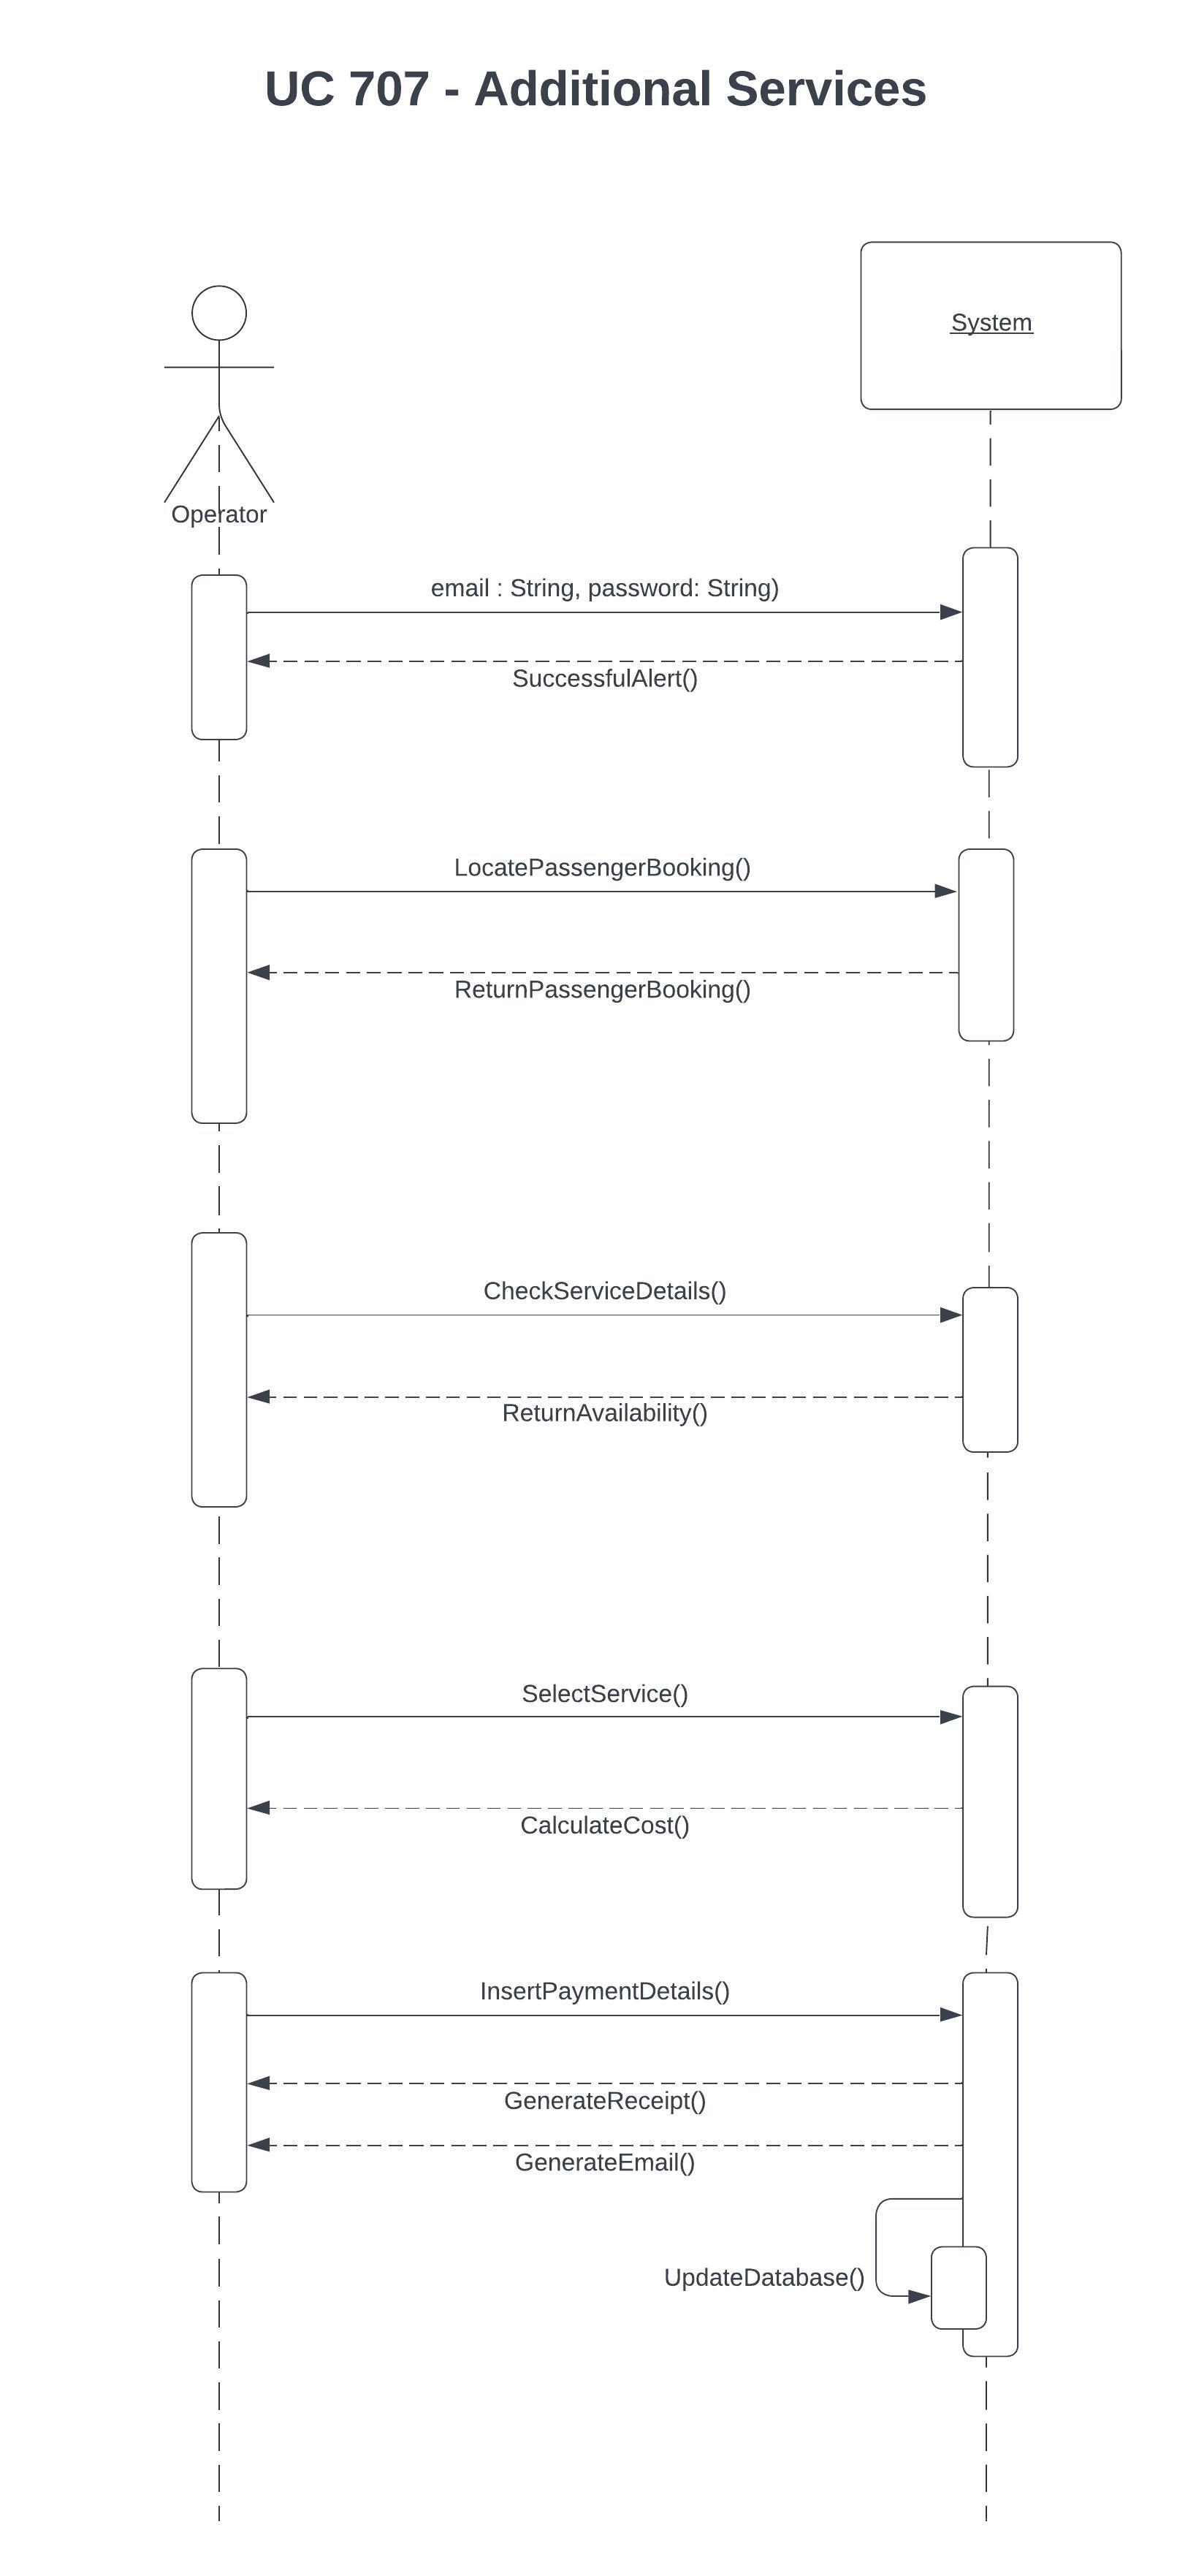 UC 707 - Additional Services
System
Operator
email : String, password: String)
SuccessfulAlert()
LocatePassengerBooking()
ReturnPassengerBooking()
CheckServiceDetails()
ReturnAvailability()
SelectService()
CalculateCost()
InsertPaymentDetails()
GenerateReceipt()
GenerateEmail()
UpdateDatabase()